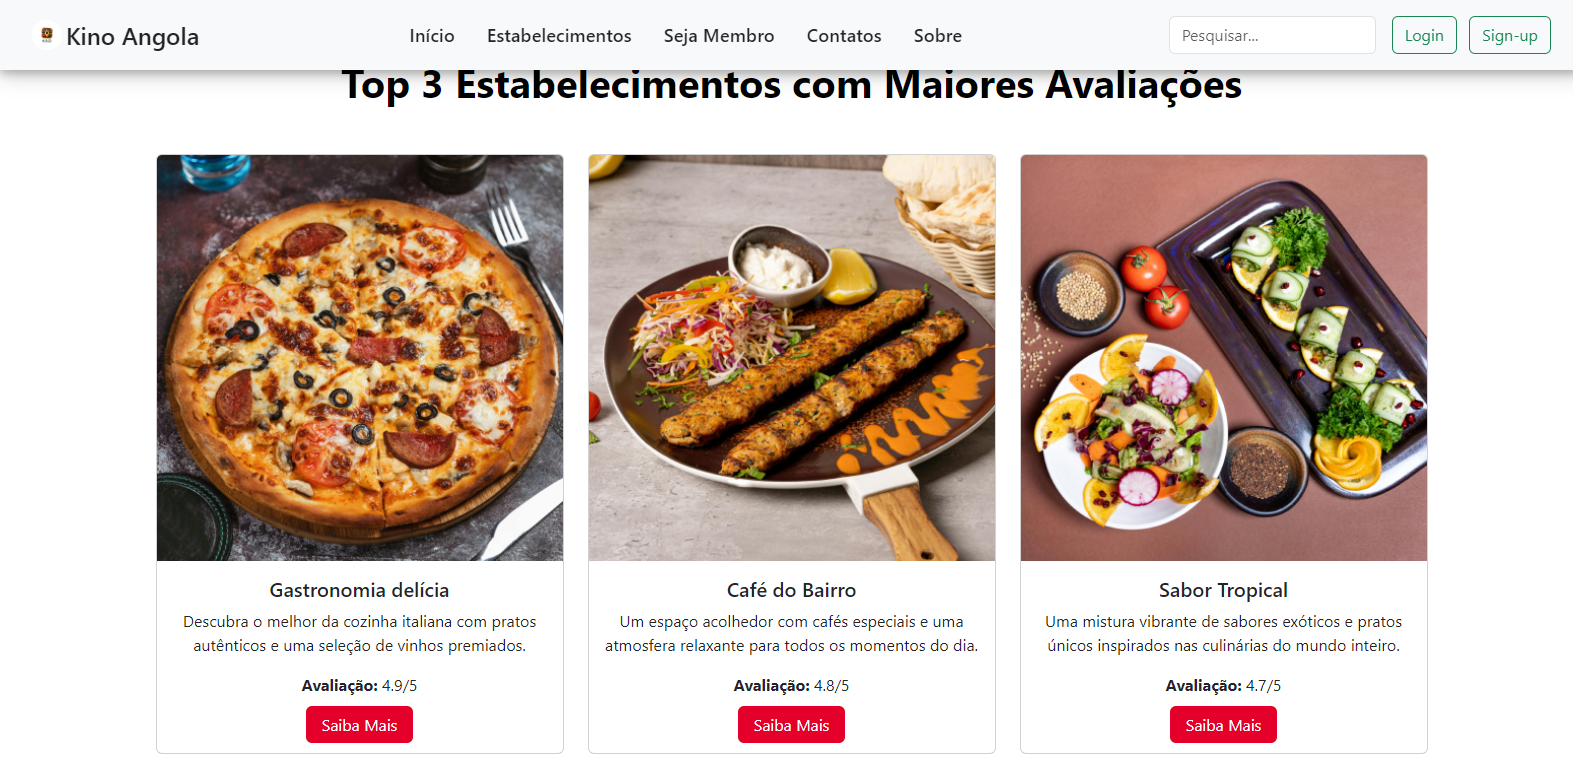 Kino Angola
Início
Estabelecimentos
Seja Membro
Contatos
Sobre
Pesquisar...
Login
Sign-up
Top 3 Estabelecimentos com Maiores Avaliações
Gastronomia delícia
Descubra o melhor da cozinha italiana com pratos
autênticos e uma seleção de vinhos premiados.
Avaliação: 4.9/5
Saiba Mais
Café do Bairro
Um espaço acolhedor com cafés especiais e uma
atmosfera relaxante para todos os momentos do dia.
Avaliação: 4.8/5
Saiba Mais
Sabor Tropical
Uma mistura vibrante de sabores exóticos e pratos
únicos inspirados nas culinárias do mundo inteiro.
Avaliação: 4.7/5
Saiba Mais